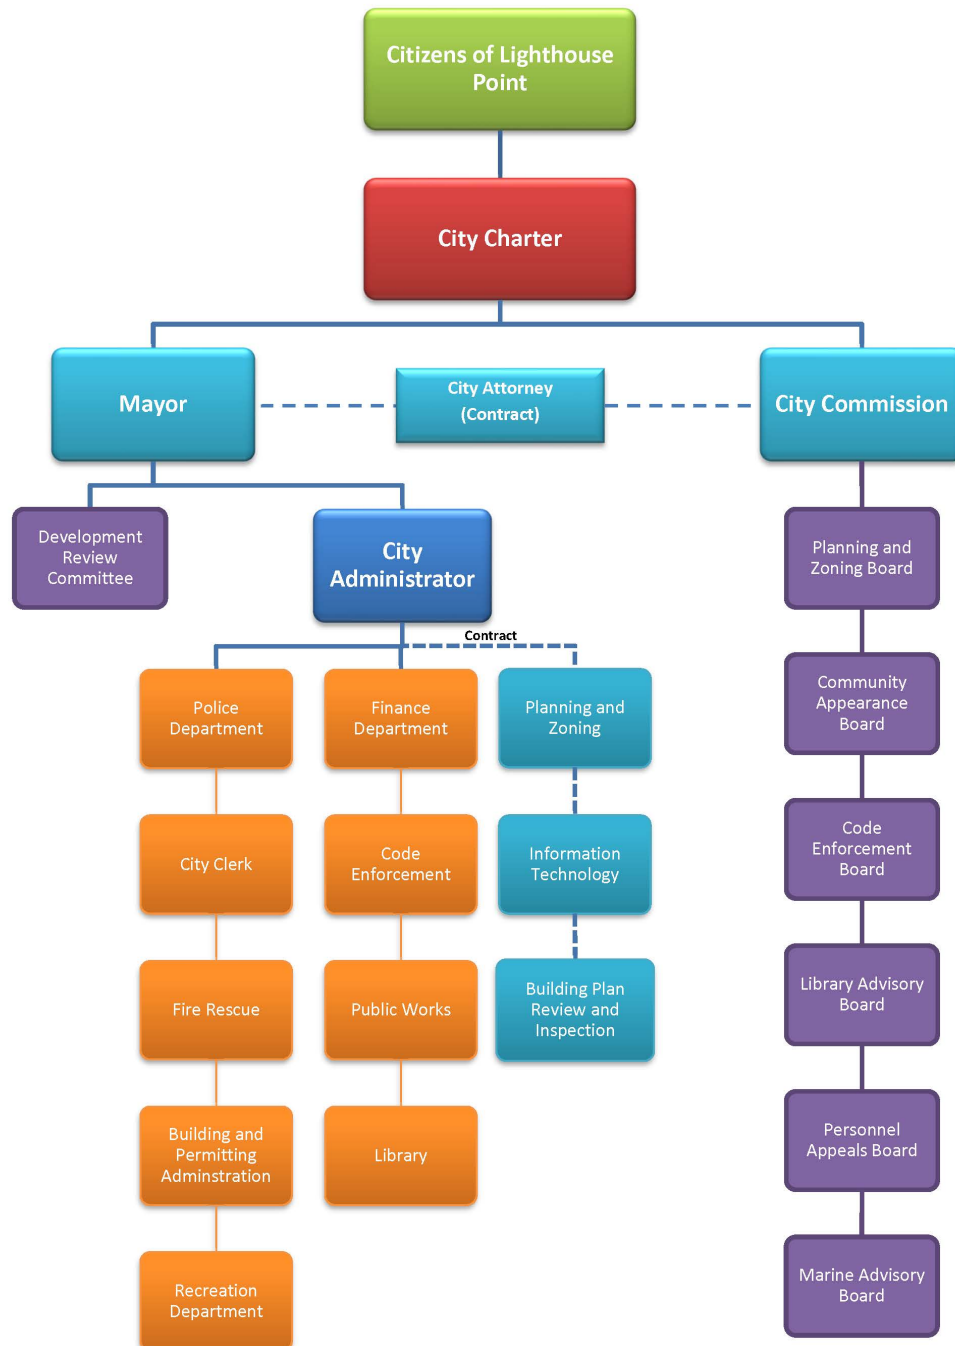 Citizens of Lighthouse
Point
City Charter
Mayor
City Attorney
(Contract)
City Commission
Development
Review
Committee
City
Administrator
Planning and
Zoning Board
Contract
Police
Department
Finance
Department
Planning and
Zoning
Community
Appearance
Board
City Clerk
Code
Enforcement
Information
Technology
Code
Enforcement
Board
Fire Rescue
Public Works
Building Plan
Review and
Inspection
Library Advisory
Board
Building and
Permitting
Adminstration
Library
Personnel
Appeals Board
Recreation
Department
Marine Advisory
Board